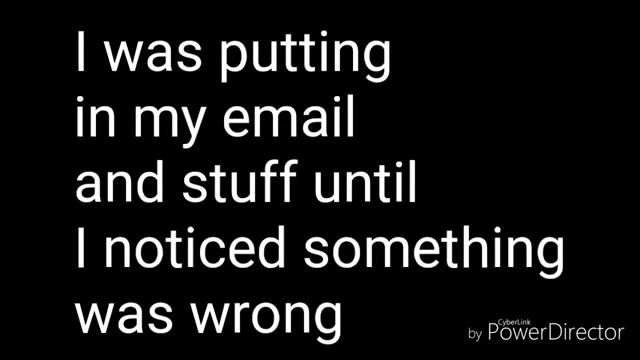 I was putting
in my email
and stuff until
I noticed something
was wrong
CyberLink
by PowerDirector